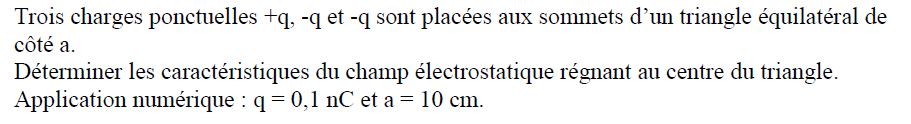 Trois charges ponctuelles +q, -q et -q sont placées aux sommets d'un triangle équilatéral de
côté a.
Déterminer les caractéristiques du champ électrostatique régnant au centre du triangle.
Application numérique : q = 0,1 nC et a = 10 cm.